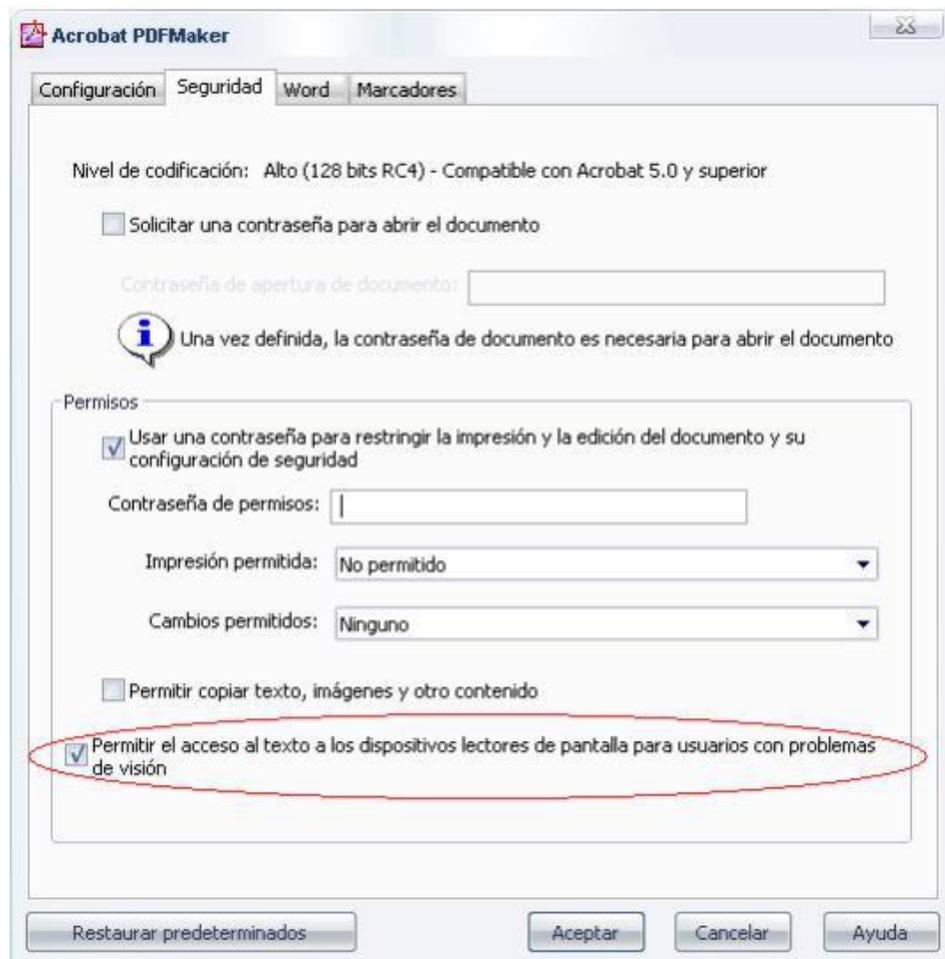 Acrobat PDFMaker
Configuración Seguridad Word Marcadores
Nivel de codificación: Alto (128 bits RC4) - Compatible con Acrobat 5.0 y superior
Solicitar una contraseña para abrir el documento
Contraseña de apertura de documento:
Una vez definida, la contraseña de documento es necesaria para abrir el documento
Permisos
Usar una contraseña para restringir la impresión y la edición del documento y su
configuración de seguridad
Contraseña de permisos:
Impresión permitida: No permitido
Cambios permitidos: Ninguno
Permitir copiar texto, imágenes y otro contenido
Permitir el acceso al texto a los dispositivos lectores de pantalla para usuarios con problemas
de visión
Restaurar predeterminados Aceptar Cancelar Ayuda